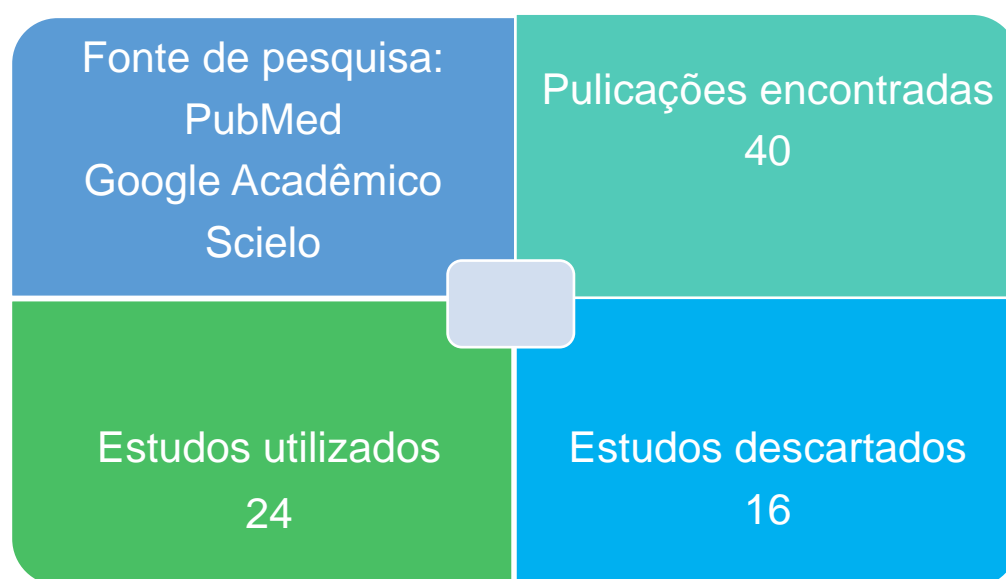 Fonte de pesquisa:
PubMed
Google Acadêmico
Scielo
Pulicações encontradas
40
Estudos utilizados
24
Estudos descartados
16